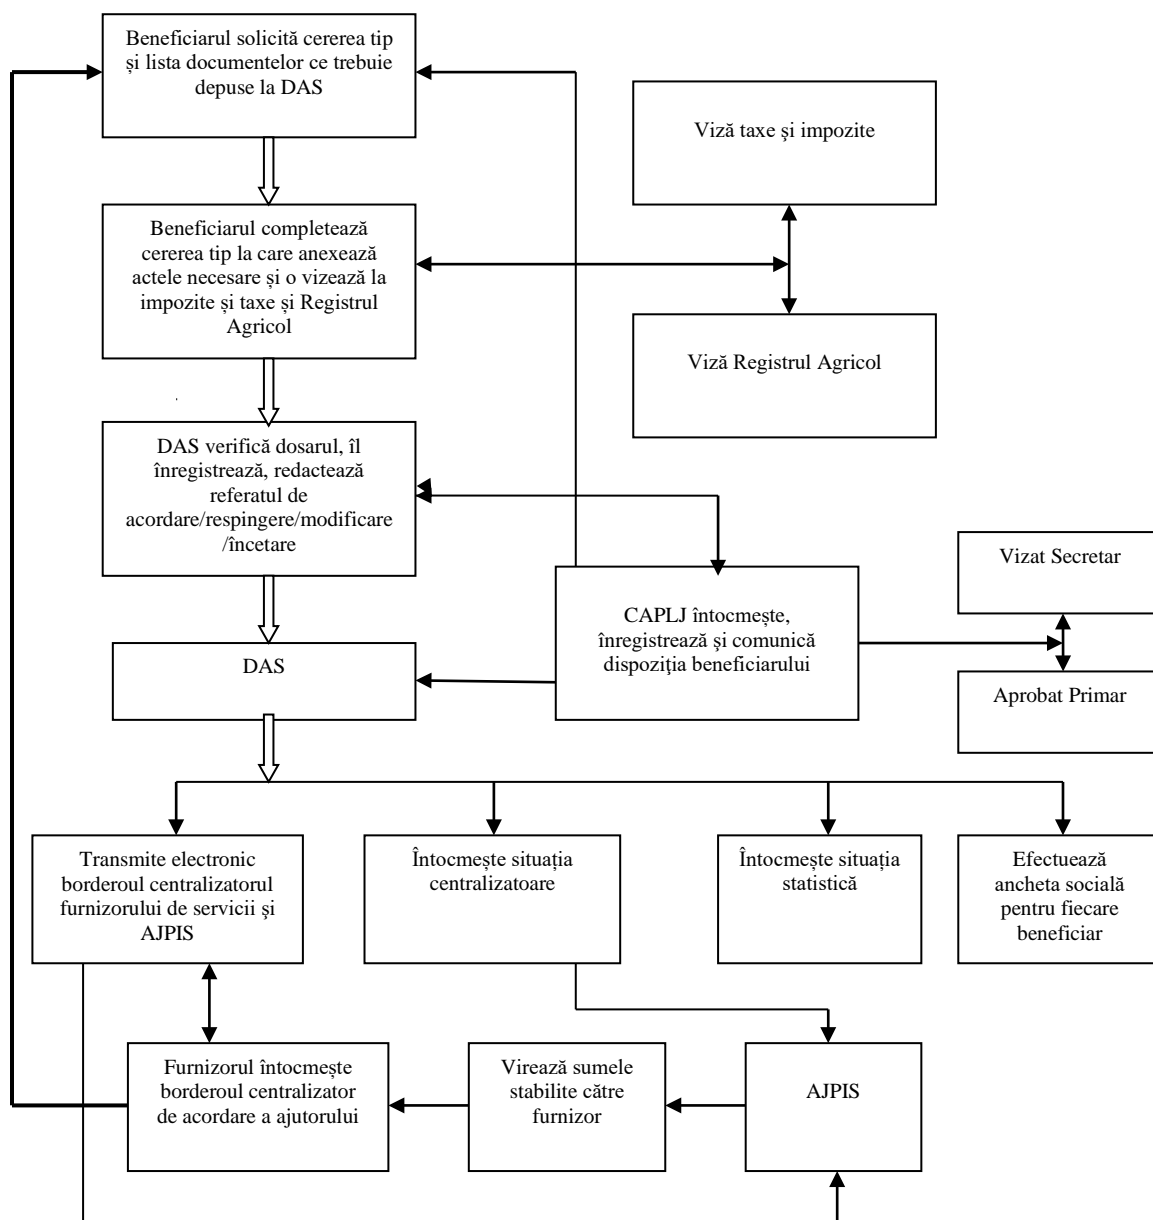 Beneficiarul solicită cererea tip
și lista documentelor ce trebuie
depuse la DAS
Viză taxe şi impozite
Beneficiarul completează
cererea tip la care anexează
actele necesare și o vizează la
impozite și taxe și Registrul
Agricol
Viză Registrul Agricol
DAS verifică dosarul, îl
înregistrează, redactează
referatul de
acordare/respingere/modificare
/încetare
Vizat Secretar
CAPLJ întocmește,
înregistrează şi comunică
dispoziţia beneficiarului
DAS
Aprobat Primar
Transmite electronic
borderoul centralizatorul
furnizorului de servicii şi
AJPIS
Întocmește situația
centralizatoare
Întocmește situația
statistică
Efectuează
ancheta socială
pentru fiecare
beneficiar
Furnizorul întocmește
borderoul centralizator
de acordare a ajutorului
Virează sumele
stabilite către
furnizor
AJPIS